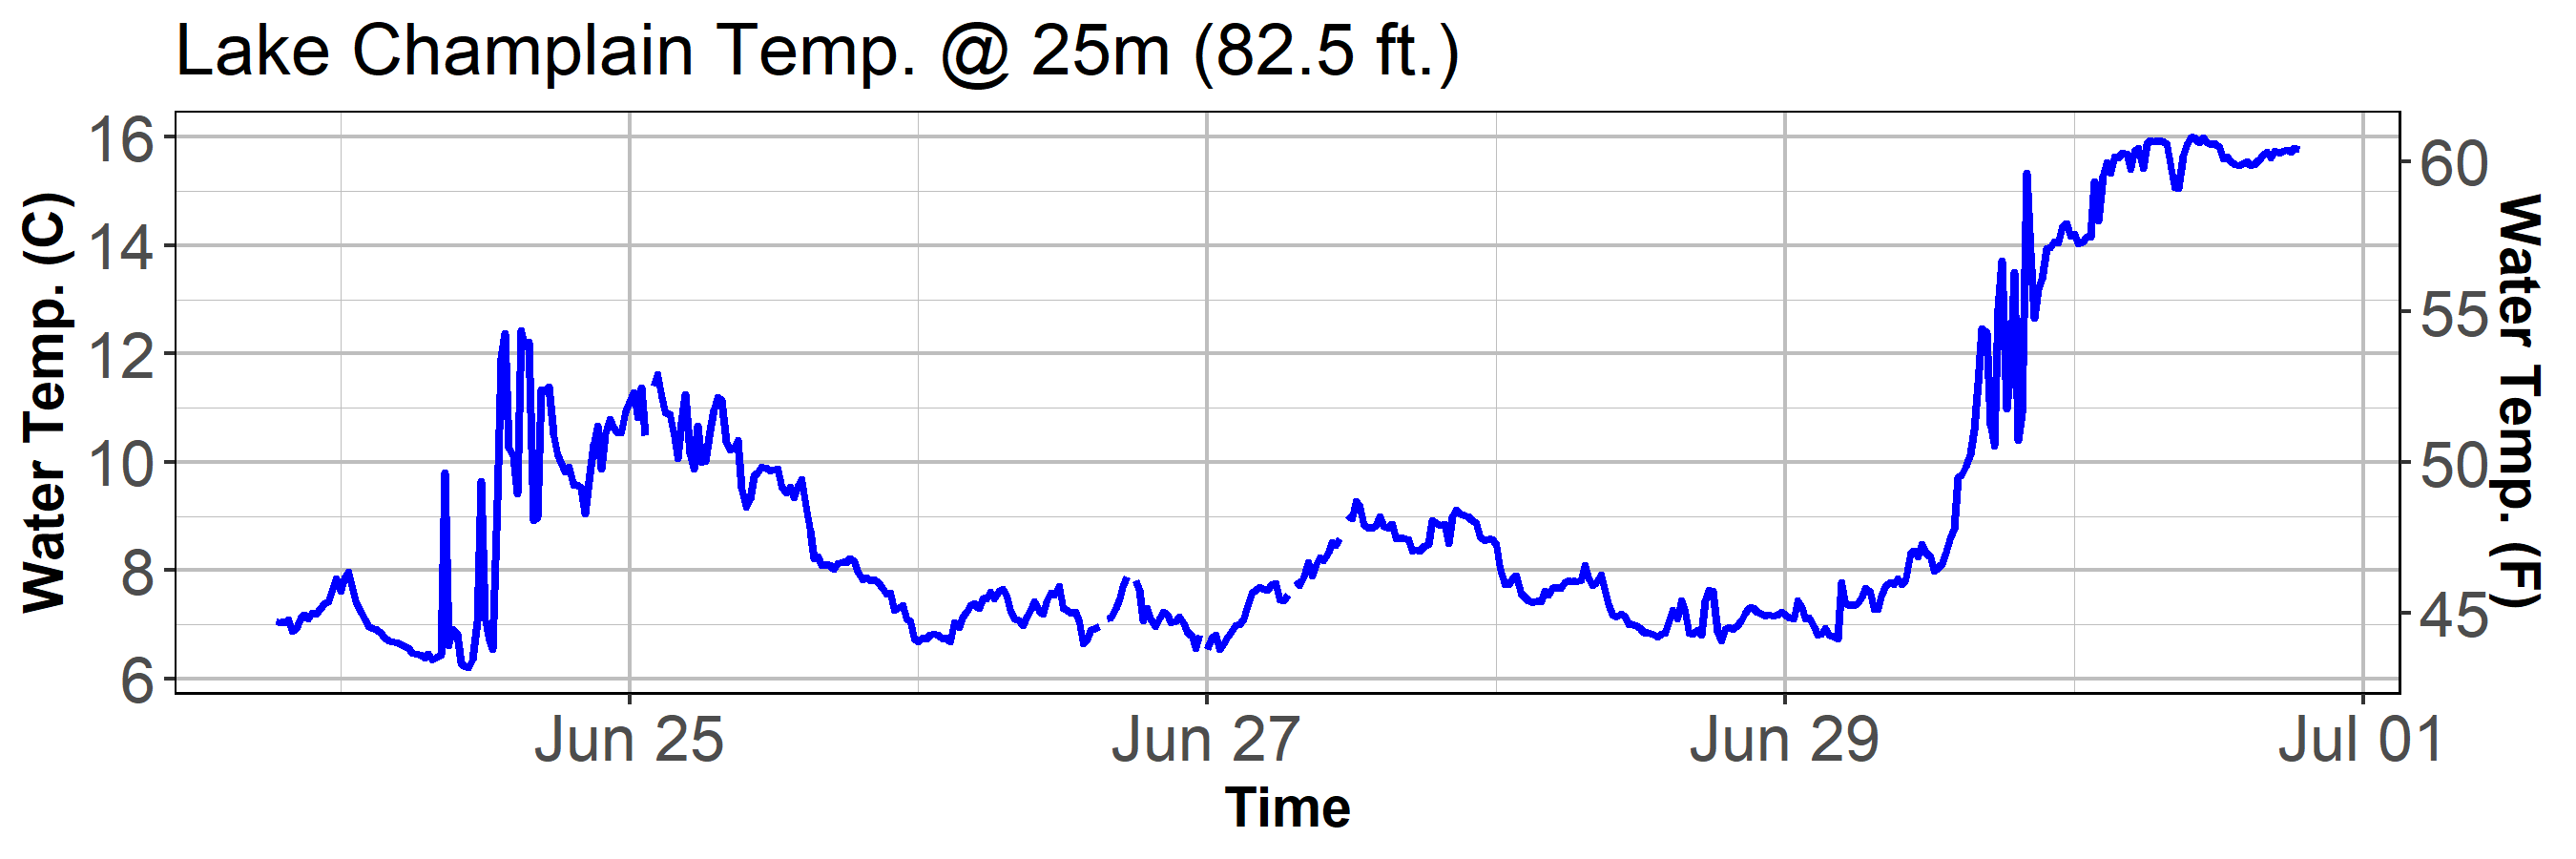 Lake Champlain Temp. @ 25m (82.5 ft.)
Water Temp. (C)
16
14
12
10
8
6
60
55
50
45
Water Temp. (F)
Jun 25
Jun 27
Jun 29
Jul 01
Time